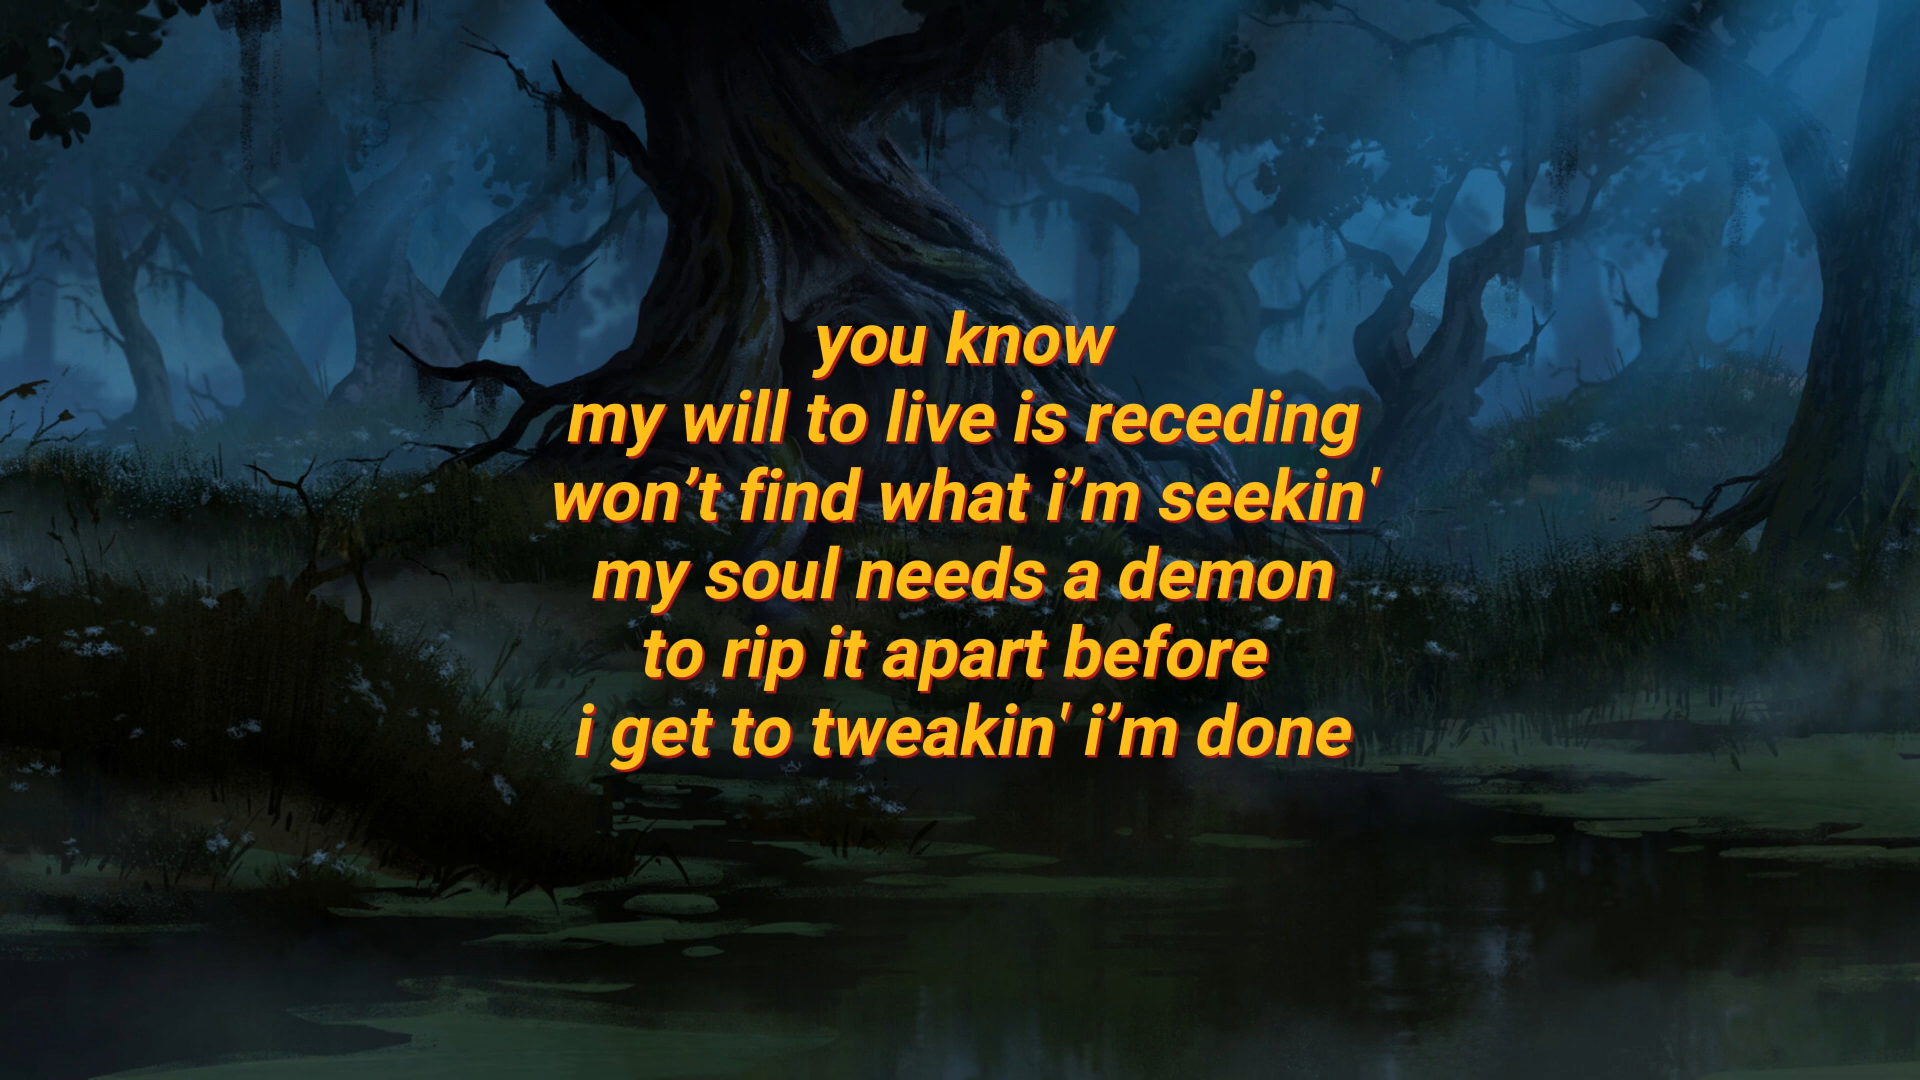 you know
my will to live is receding
won’t find what i’m seekin'
my soul needs a demon
to rip it apart before
i get to tweakin' i’m done